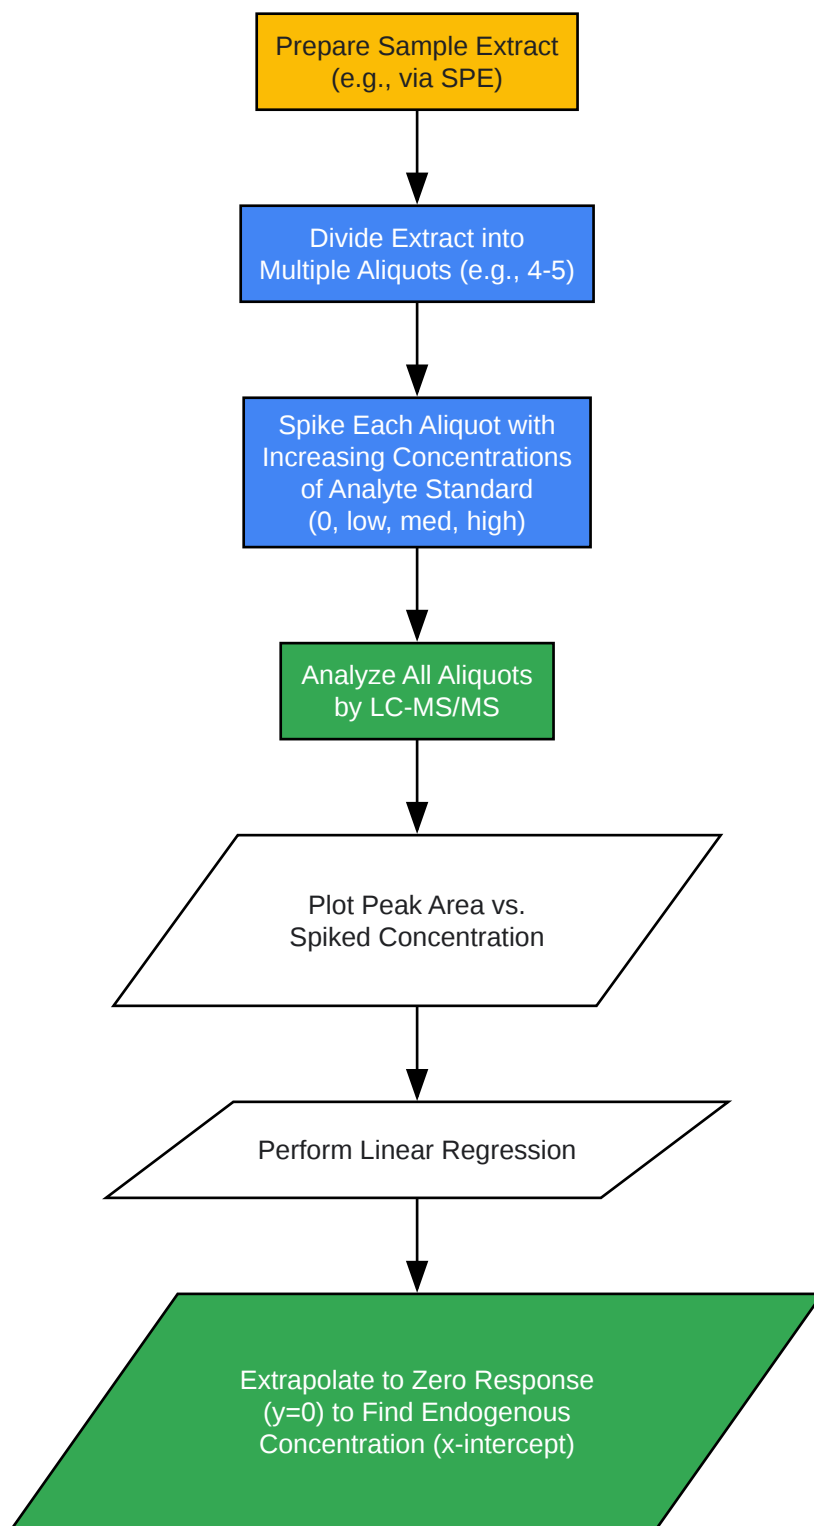 Prepare Sample Extract
(e.g., via SPE)
Divide Extract into
Multiple Aliquots (e.g., 4-5)
Spike Each Aliquot with
Increasing Concentrations
of Analyte Standard
(0, low, med, high)
Analyze All Aliquots
by LC-MS/MS
Plot Peak Area vs.
Spiked Concentration
Perform Linear Regression
Extrapolate to Zero Response
(y=0) to Find Endogenous
Concentration (x-intercept)